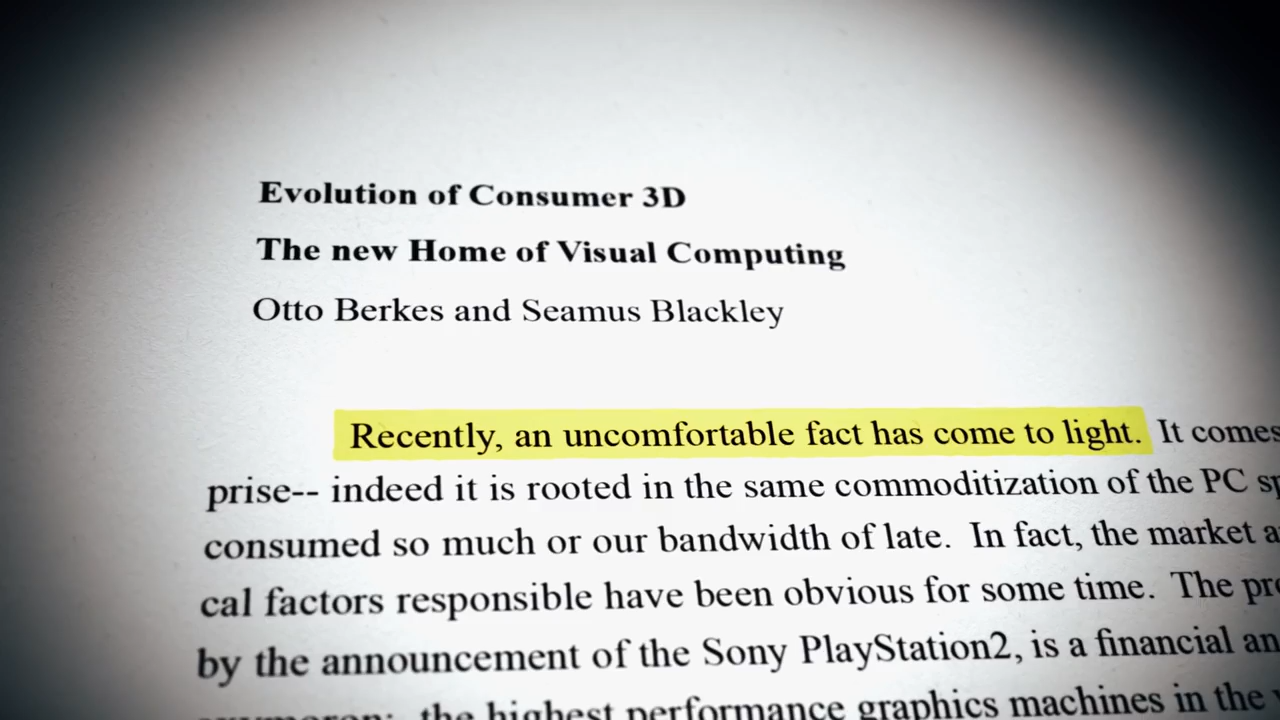 Evolution of Consumer 3D
The new Home of Visual Computing
Otto Berkes and Seamus Blackley
Recently, an uncomfortable fact has come to light. It comes
prise-- indeed it is rooted in the same commoditization of the PC sp
consumed so much or our bandwidth of late. In fact, the market a
cal factors responsible have been obvious for some time. The pro
by the announcement of the Sony PlayStation2, is a financial an
the highest performance graphics machines in the